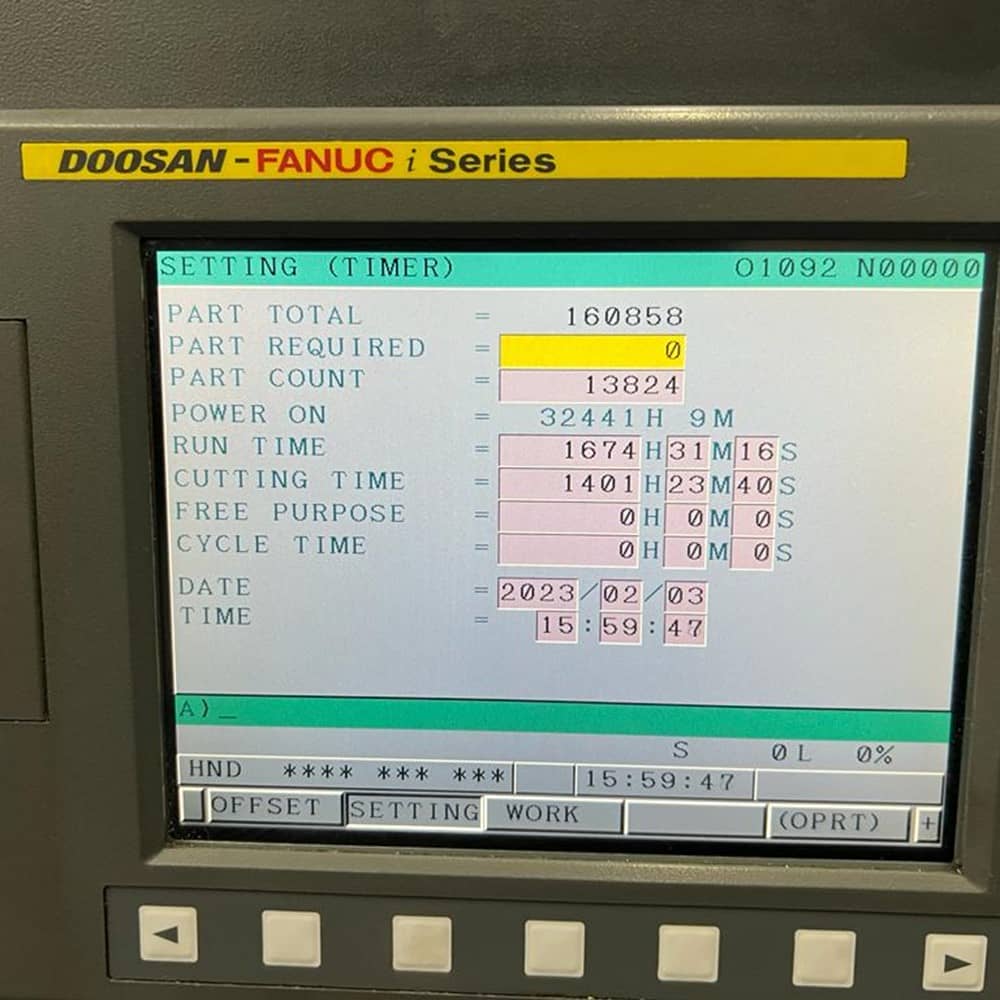 DOOSAN - FANUC i Series
SETTING (TIMER) O1092 N00000
PART TOTAL = 160858
PART REQUIRED = 0
PART COUNT = 13824
POWER ON = 32441H 9M
RUN TIME = 1674H31M16S
CUTTING TIME = 1401H23M40S
FREE PURPOSE = 0H 0M 0S
CYCLE TIME = 0H 0M 0S
DATE = 2023/02/03
TIME = 15:59:47
A)_
S 0L 0%
HND **** *** *** 15:59:47
OFFSET SETTING WORK (OPRT) +